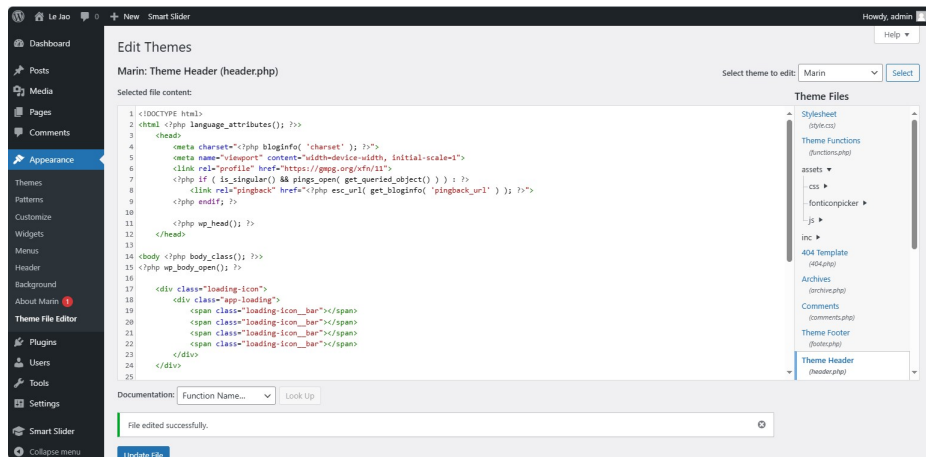 Le Jao 0 + New Smart Slider Howdy, admin
Help ▼
Dashboard
Posts
Media
Pages
Comments
Appearance
Themes
Patterns
Customize
Widgets
Menus
Header
Background
About Marin 1
Theme File Editor
Plugins
Users
Tools
Settings
Smart Slider
Collapse menu
Edit Themes
Marin: Theme Header (header.php)
Select theme to edit: Marin Select
Selected file content:
1 <!DOCTYPE html>
2 <html <?php language_attributes(); ?>>
3 <head>
4 <meta charset="<?php bloginfo( 'charset' ); ?>">
5 <meta name="viewport" content="width=device-width, initial-scale=1">
6 <link rel="profile" href="https://gmpg.org/xfn/11">
7 <?php if ( is_singular() && pings_open( get_queried_object() ) ) : ?>
8 <link rel="pingback" href="<?php esc_url( get_bloginfo( 'pingback_url' ) ); ?>">
9 <?php endif; ?>
10
11 <?php wp_head(); ?>
12 </head>
13
14 <body <?php body_class(); ?>>
15 <?php wp_body_open(); ?>
16
17 <div class="loading-icon">
18 <div class="app-loading">
19 <span class="loading-icon__bar"></span>
20 <span class="loading-icon__bar"></span>
21 <span class="loading-icon__bar"></span>
22 <span class="loading-icon__bar"></span>
23 </div>
24 </div>
25
Theme Files
Stylesheet
(style.css)
Theme Functions
(functions.php)
assets ▼
css ▶
fonticonpicker ▶
js ▶
inc ▶
404 Template
(404.php)
Archives
(archive.php)
Comments
(comments.php)
Theme Footer
(footer.php)
Theme Header
(header.php)
Documentation: Function Name... Look Up
File edited successfully.
Update File